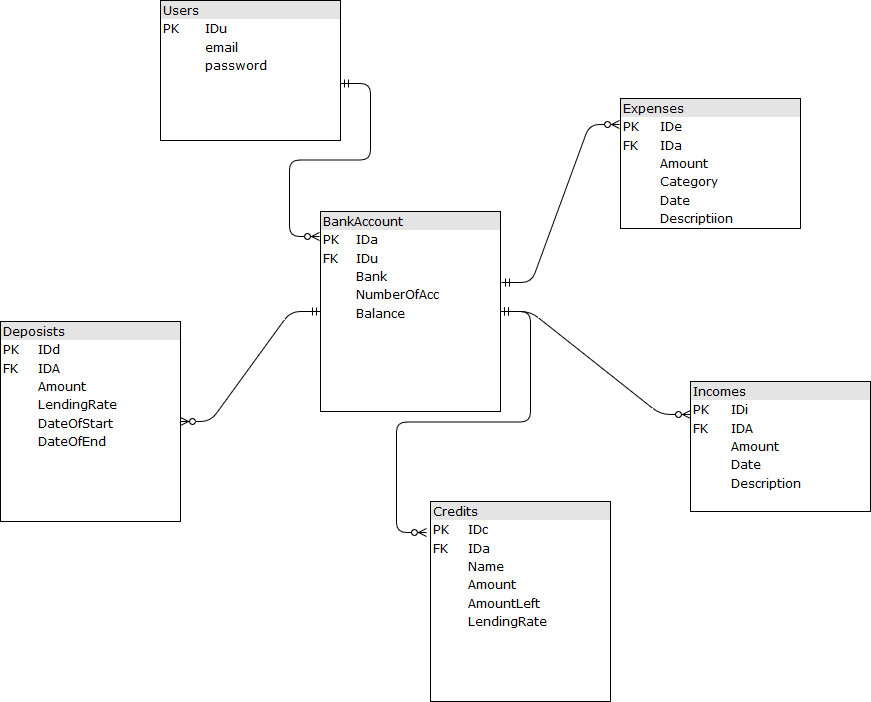 Users
PK IDu
email
password
Expenses
PK IDe
FK IDa
Amount
Category
Date
Descriptiion
BankAccount
PK IDa
FK IDu
Bank
NumberOfAcc
Balance
Deposists
PK IDd
FK IDA
Amount
LendingRate
DateOfStart
DateOfEnd
Incomes
PK IDi
FK IDA
Amount
Date
Description
Credits
PK IDc
FK IDa
Name
Amount
AmountLeft
LendingRate